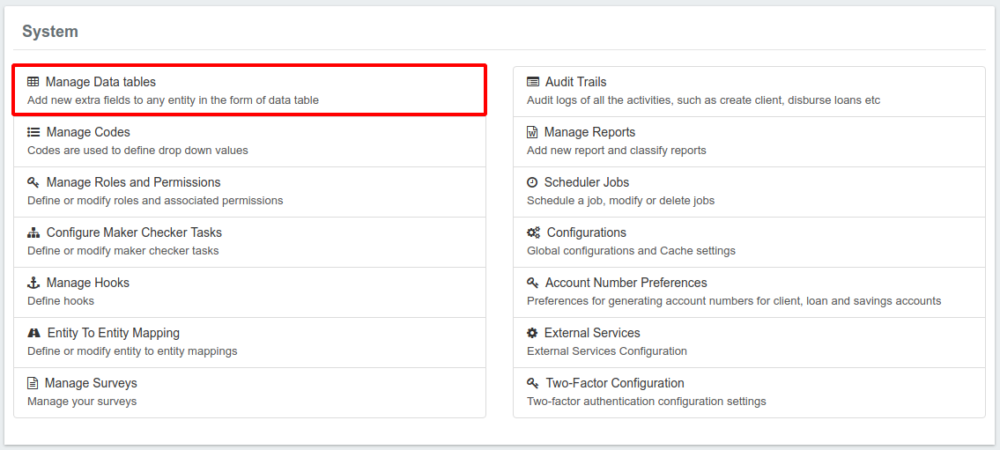 System
Manage Data tables
Add new extra fields to any entity in the form of data table
Manage Codes
Codes are used to define drop down values
Manage Roles and Permissions
Define or modify roles and associated permissions
Configure Maker Checker Tasks
Define or modify maker checker tasks
Manage Hooks
Define hooks
Entity To Entity Mapping
Define or modify entity to entity mappings
Manage Surveys
Manage your surveys
Audit Trails
Audit logs of all the activities, such as create client, disburse loans etc
Manage Reports
Add new report and classify reports
Scheduler Jobs
Schedule a job, modify or delete jobs
Configurations
Global configurations and Cache settings
Account Number Preferences
Preferences for generating account numbers for client, loan and savings accounts
External Services
External Services Configuration
Two-Factor Configuration
Two-factor authentication configuration settings